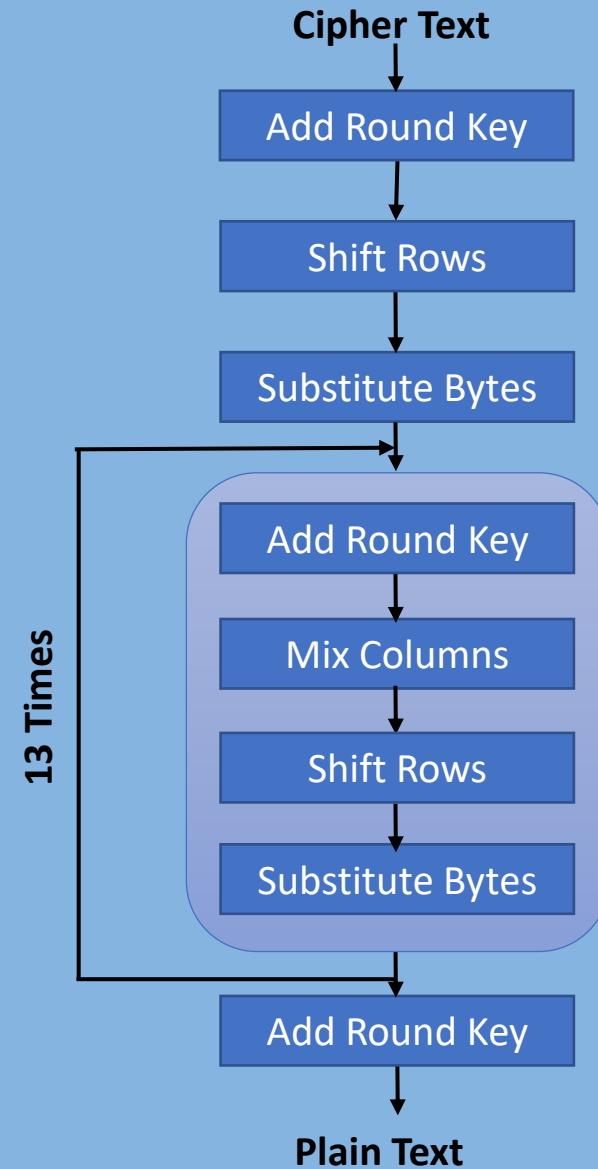 Cipher Text
Add Round Key
Shift Rows
Substitute Bytes
Add Round Key
Mix Columns
Shift Rows
Substitute Bytes
13 Times
Add Round Key
Plain Text